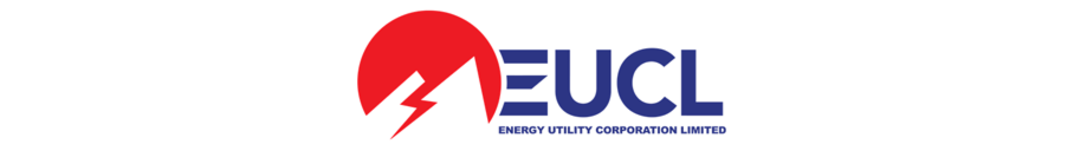 EUCL
ENERGY UTILITY CORPORATION LIMITED